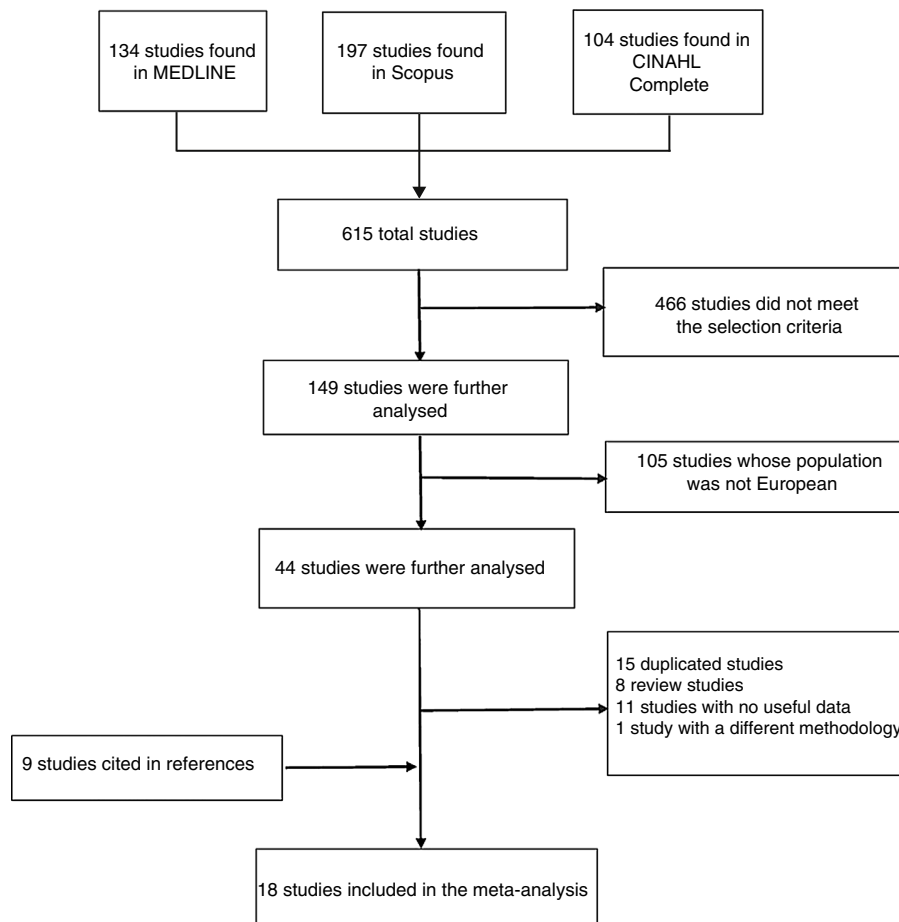 134 studies found
in MEDLINE
197 studies found
in Scopus
104 studies found in
CINAHL
Complete
615 total studies
466 studies did not meet
the selection criteria
149 studies were further
analysed
105 studies whose population
was not European
44 studies were further analysed
15 duplicated studies
8 review studies
11 studies with no useful data
1 study with a different methodology
9 studies cited in references
18 studies included in the meta-analysis